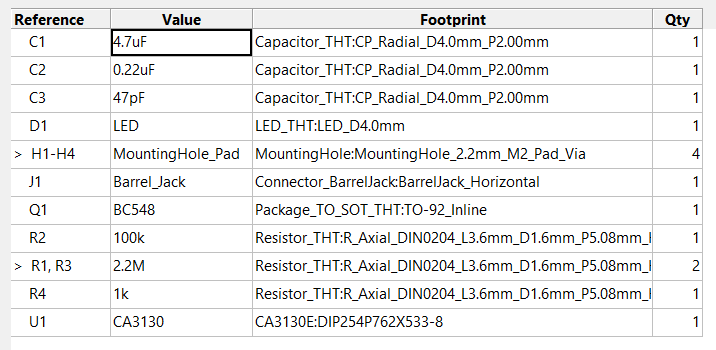 Reference Value Footprint Qty
C1 4.7uF Capacitor_THT:CP_Radial_D4.0mm_P2.00mm 1
C2 0.22uF Capacitor_THT:CP_Radial_D4.0mm_P2.00mm 1
C3 47pF Capacitor_THT:CP_Radial_D4.0mm_P2.00mm 1
D1 LED LED_THT:LED_D4.0mm 1
> H1-H4 MountingHole_Pad MountingHole:MountingHole_2.2mm_M2_Pad_Via 4
J1 Barrel_Jack Connector_BarrelJack:BarrelJack_Horizontal 1
Q1 BC548 Package_TO_SOT_THT:TO-92_Inline 1
R2 100k Resistor_THT:R_Axial_DIN0204_L3.6mm_D1.6mm_P5.08mm_ 1
> R1, R3 2.2M Resistor_THT:R_Axial_DIN0204_L3.6mm_D1.6mm_P5.08mm_ 2
R4 1k Resistor_THT:R_Axial_DIN0204_L3.6mm_D1.6mm_P5.08mm_ 1
U1 CA3130 CA3130E:DIP254P762X533-8 1